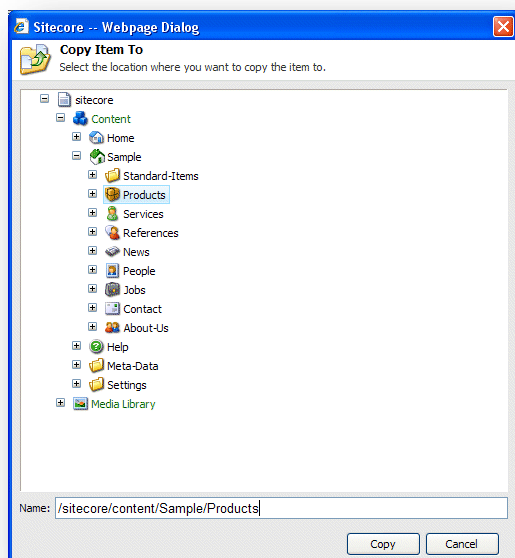 Sitecore -- Webpage Dialog
Copy Item To
Select the location where you want to copy the item to.
sitecore
Content
Home
Sample
Standard-Items
Products
Services
References
News
People
Jobs
Contact
About-Us
Help
Meta-Data
Settings
Media Library
Name: /sitecore/content/Sample/Products
Copy Cancel